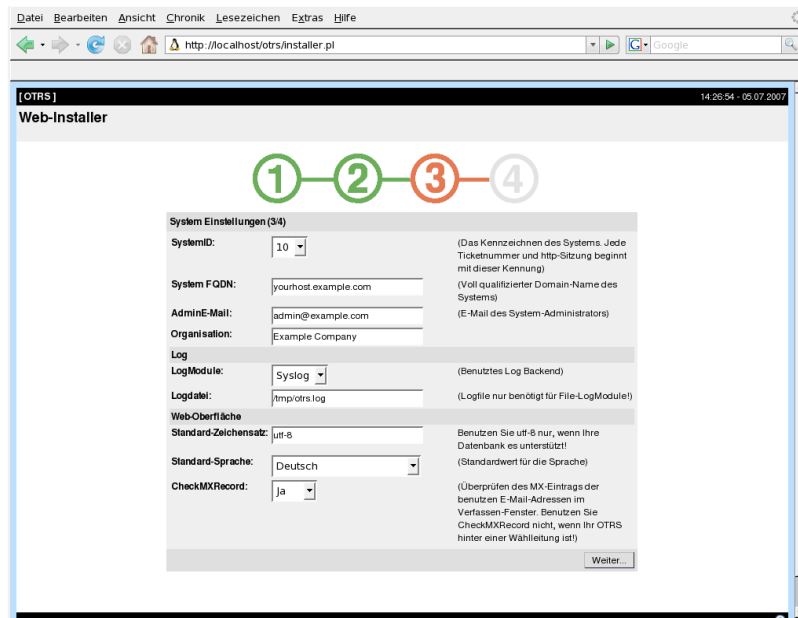 Datei Bearbeiten Ansicht Chronik Lesezeichen Extras Hilfe
http://localhost/otrs/installer.pl
G Google
[ OTRS ]
14:26:54 - 05.07.2007
Web-Installer
1 2 3 4
System Einstellungen (3/4)
SystemID: 10 (Das Kennzeichen des Systems. Jede
Ticketnummer und http-Sitzung beginnt
mit dieser Kennung)
System FQDN: yourhost.example.com (Voll qualifizierter Domain-Name des
Systems)
AdminE-Mail: admin@example.com (E-Mail des System-Administrators)
Organisation: Example Company
Log
LogModule: Syslog (Benutztes Log Backend)
Logdatei: /tmp/otrs.log (Logfile nur benötigt für File-LogModule!)
Web-Oberfläche
Standard-Zeichensatz: utf-8 Benutzen Sie utf-8 nur, wenn Ihre
Datenbank es unterstützt!
Standard-Sprache: Deutsch (Standardwert für die Sprache)
CheckMXRecord: Ja (Überprüfen des MX-Eintrags der
benutzen E-Mail-Adressen im
Verfassen-Fenster. Benutzen Sie
CheckMXRecord nicht, wenn Ihr OTRS
hinter einer Wählleitung ist!)
Weiter...